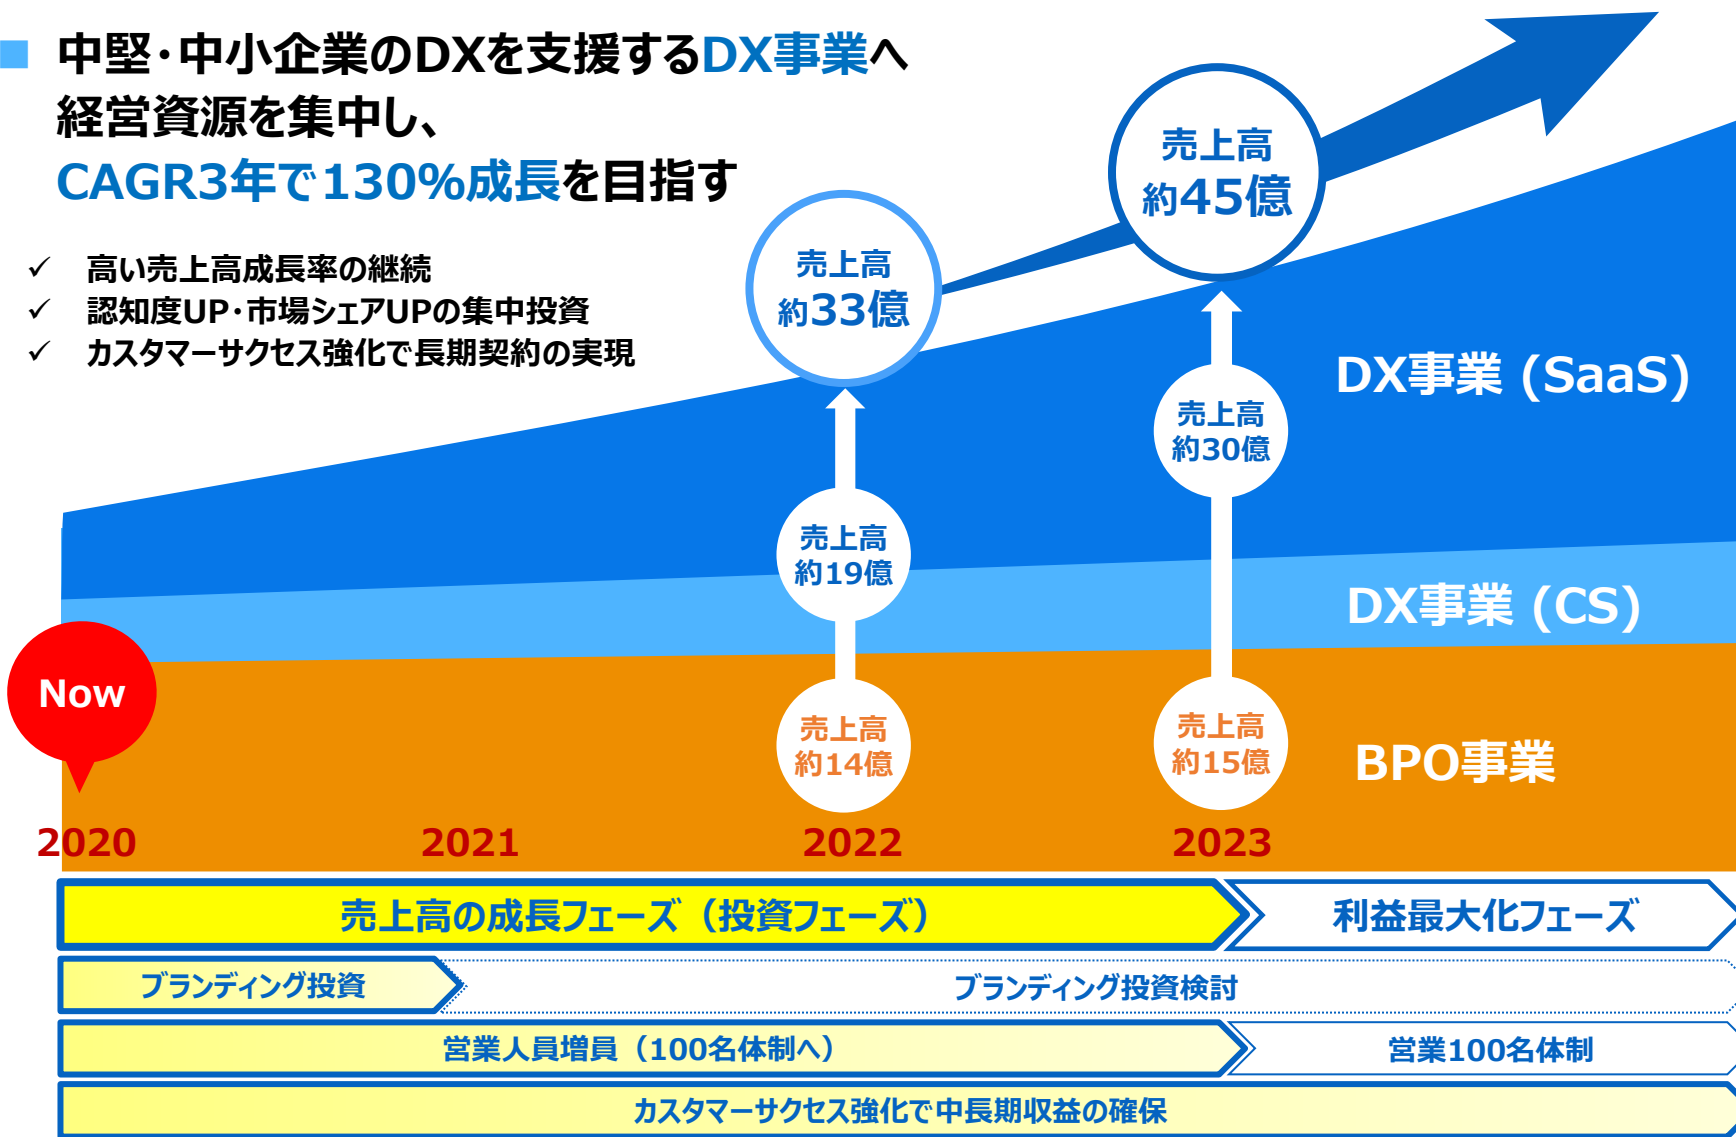 中堅・中小企業のDXを支援するDX事業へ
経営資源を集中し、
CAGR3年で130%成長を目指す
✓ 高い売上高成長率の継続
✓ 認知度UP・市場シェアUPの集中投資
✓ カスタマーサクセス強化で長期契約の実現
売上高
約33億
売上高
約45億
DX事業 (SaaS)
売上高
約19億
売上高
約30億
DX事業 (CS)
Now
売上高
約14億
売上高
約15億
BPO事業
2020
2021
2022
2023
売上高の成長フェーズ（投資フェーズ）
利益最大化フェーズ
ブランディング投資
ブランディング投資検討
営業人員増員（100名体制へ）
営業100名体制
カスタマーサクセス強化で中長期収益の確保